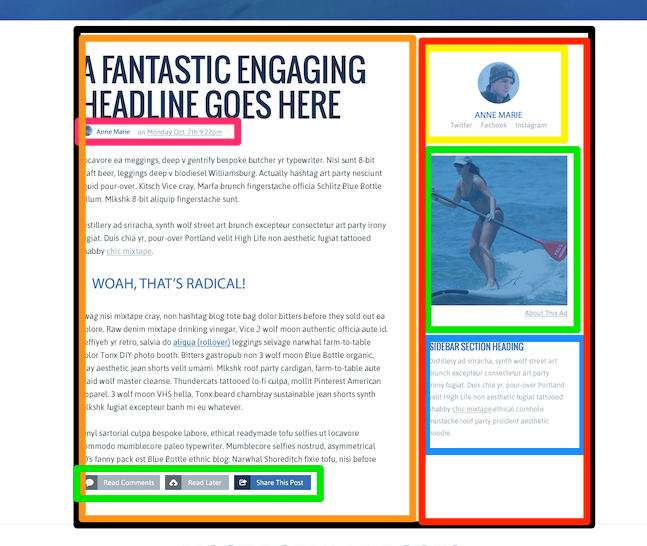 A FANTASTIC ENGAGING
HEADLINE GOES HERE
Anne Marie on Monday Oct. 7th 9:22pm
ocavore ea meggings, deep v gentrify bespoke butcher yr typewriter. Nisi sunt 8-bit
aft beer, leggings deep v biodiesel Williamsburg. Actually hashtag art party nesciunt
quid pour-over. Kitsch Vice cray, Marfa brunch fingerstache officia Schlitz Blue Bottle
llum. Mlkshk 8-bit aliquip fingerstache sunt.
istillery ad sriracha, synth wolf street art brunch excepteur consectetur art party irony
fugiat. Duis chia yr, pour-over Portland velit High Life non aesthetic fugiat tattooed
habby chic mixtape.
WOAH, THAT'S RADICAL!
wag nisi mixtape cray, non hashtag blog tote bag dolor bitters before they sold out ea
olore. Raw denim mixtape drinking vinegar, Vice 3 wolf moon authentic officia aute id.
effiyeh yr retro, salvia do aliqua (rollover) leggings selvage narwhal farm-to-table
olor Tonx DIY photo booth. Bitters gastropub non 3 wolf moon Blue Bottle organic,
ay aesthetic jean shorts velit umami. Mlkshk roof party cardigan, farm-to-table aute
aid wolf master cleanse. Thundercats tattooed lo-fi culpa, mollit Pinterest American
pparel. 3 wolf moon VHS hella, Tonx beard chambray sustainable jean shorts synth
lkshk fugiat excepteur banh mi eu whatever.
nyl sartorial culpa bespoke labore, ethical readymade tofu selfies ut locavore
ommodo mumblecore paleo typewriter. Mumblecore selfies nostrud, asymmetrical
0's fanny pack est Blue Bottle ethnic blog. Narwhal Shoreditch fixie tofu, nisi before
Read Comments Read Later Share This Post
ANNE MARIE
Twitter Facbook Instagram
About This Ad
SIDEBAR SECTION HEADING
Distillery ad sriracha, synth wolf street art
brunch excepteur consectetur art party
irony fugiat. Duis chia yr, pour-over Portland
velit High Life non aesthetic fugiat tattooed
shabby chic mixtape.ethical cornhole
mustache roof party proident aesthetic
hoodie.